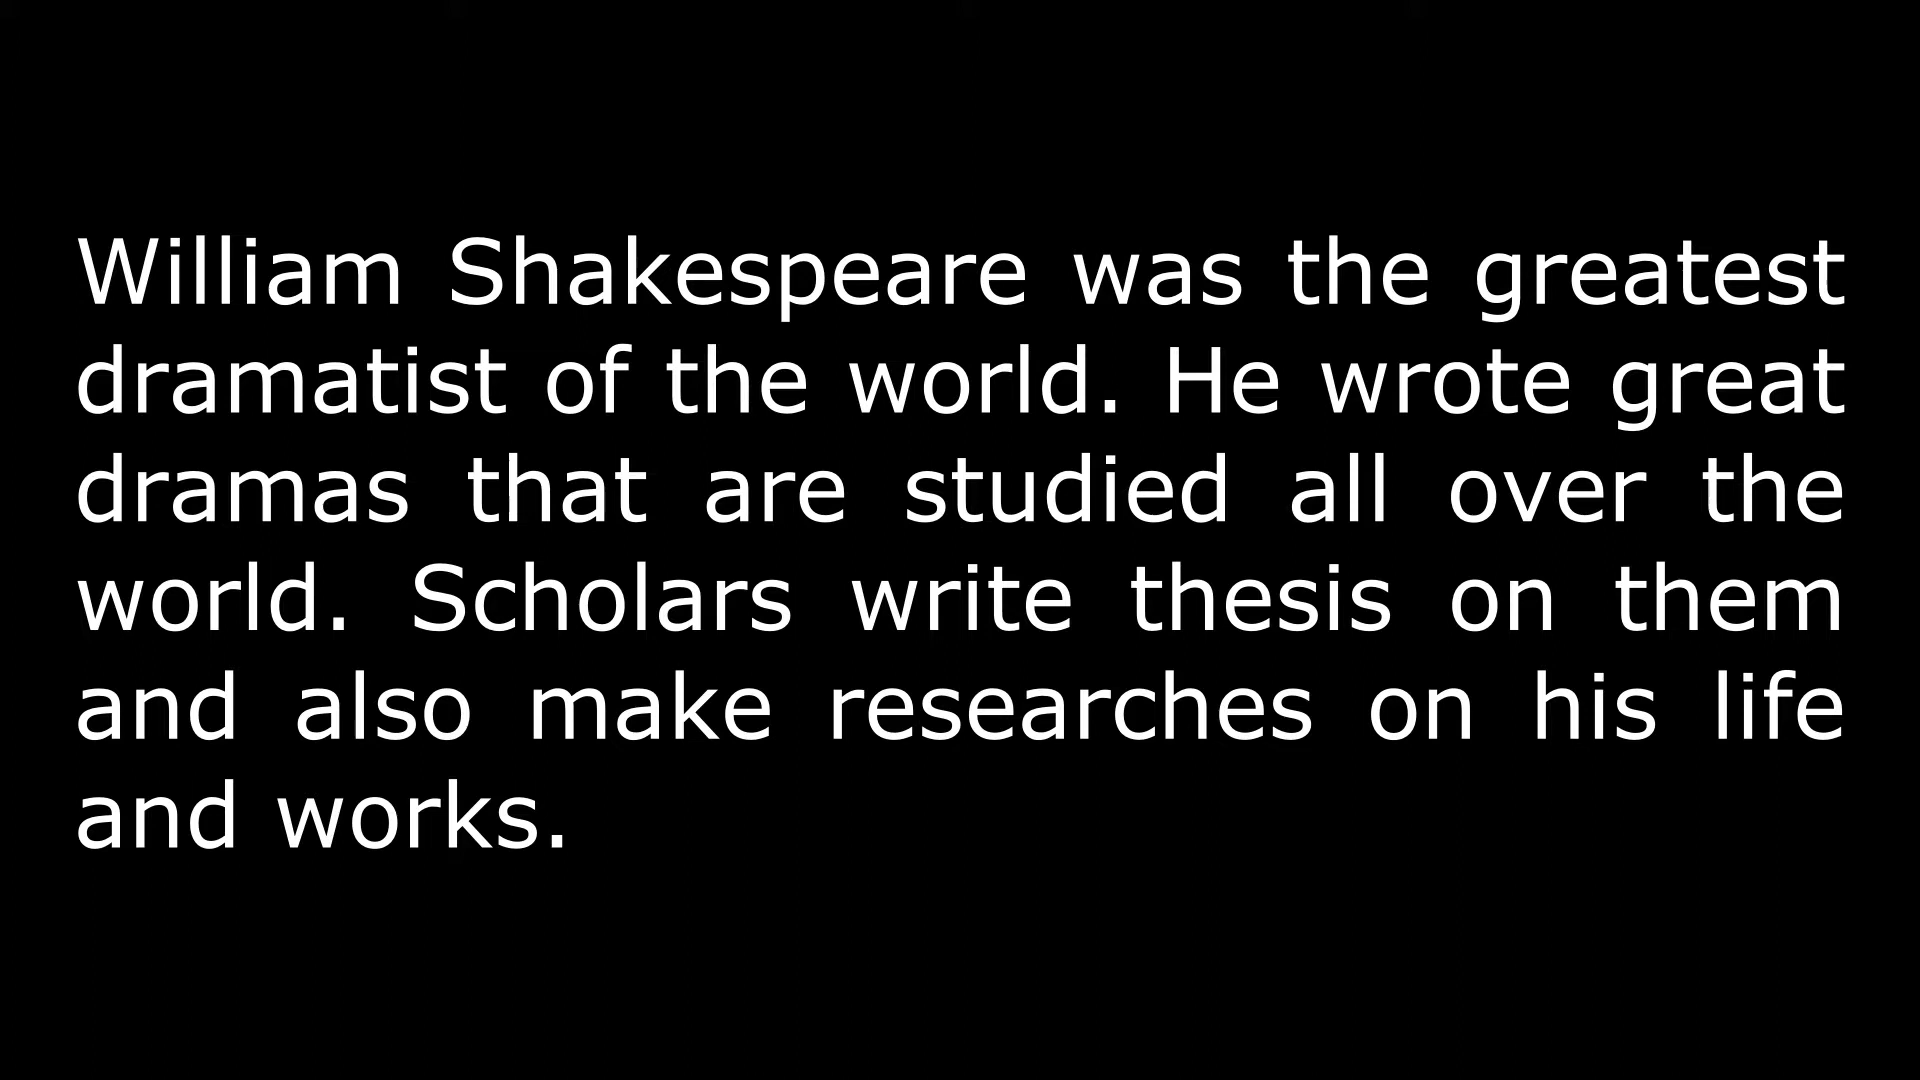 William Shakespeare was the greatest
dramatist of the world. He wrote great
dramas that are studied all over the
world. Scholars write thesis on them
and also make researches on his life
and works.